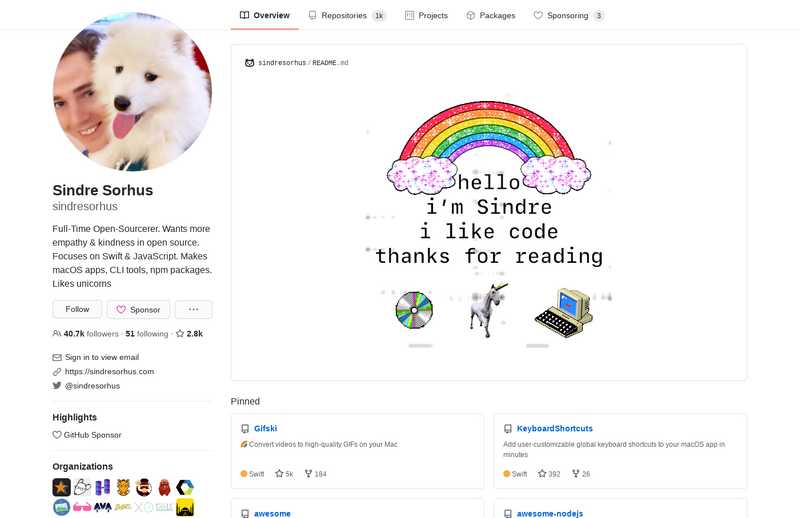 Overview
Repositories 1k
Projects
Packages
Sponsoring 3
Sindre Sorhus
sindresorhus
Full-Time Open-Sourcerer. Wants more
empathy & kindness in open source.
Focuses on Swift & JavaScript. Makes
macOS apps, CLI tools, npm packages.
Likes unicorns
Follow
Sponsor
40.7k followers · 51 following · 2.8k
Sign in to view email
https://sindresorhus.com
@sindresorhus
Highlights
GitHub Sponsor
Organizations
AVA
sindresorhus/README.md
hello
i'm Sindre
i like code
thanks for reading
Pinned
Gifski
Convert videos to high-quality GIFs on your Mac
Swift 5k 184
KeyboardShortcuts
Add user-customizable global keyboard shortcuts to your macOS app in
minutes
Swift 392 26
awesome
awesome-nodejs